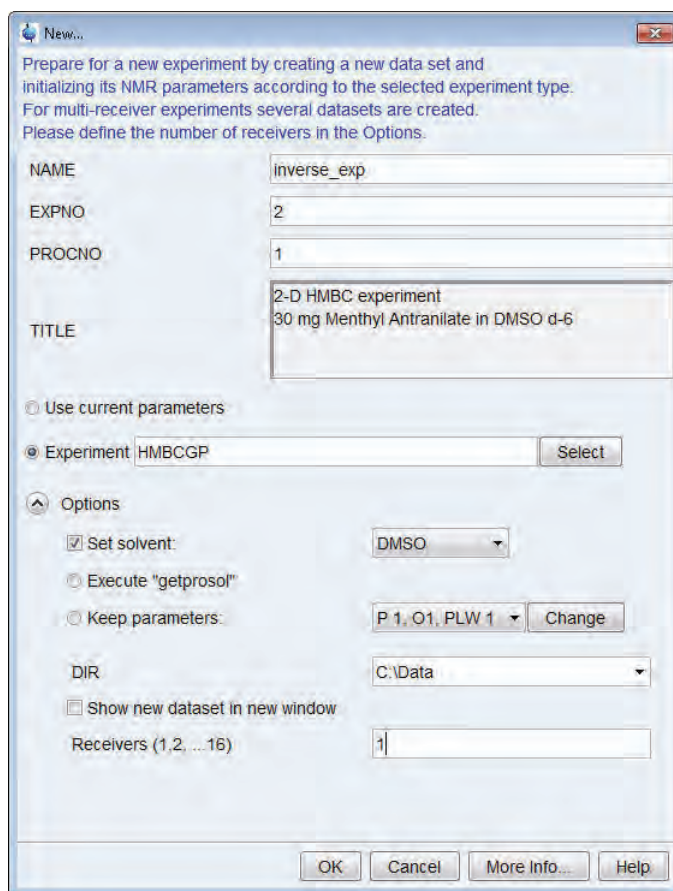 New...
Prepare for a new experiment by creating a new data set and
initializing its NMR parameters according to the selected experiment type.
For multi-receiver experiments several datasets are created.
Please define the number of receivers in the Options.
NAME inverse_exp
EXPNO 2
PROCNO 1
TITLE
2-D HMBC experiment
30 mg Menthyl Antranilate in DMSO d-6
Use current parameters
Experiment HMBCGP Select
Options
Set solvent: DMSO
Execute "getprosol"
Keep parameters: P 1, O1, PLW 1 Change
DIR C:\Data
Show new dataset in new window
Receivers (1,2, ... 16) 1
OK Cancel More Info... Help